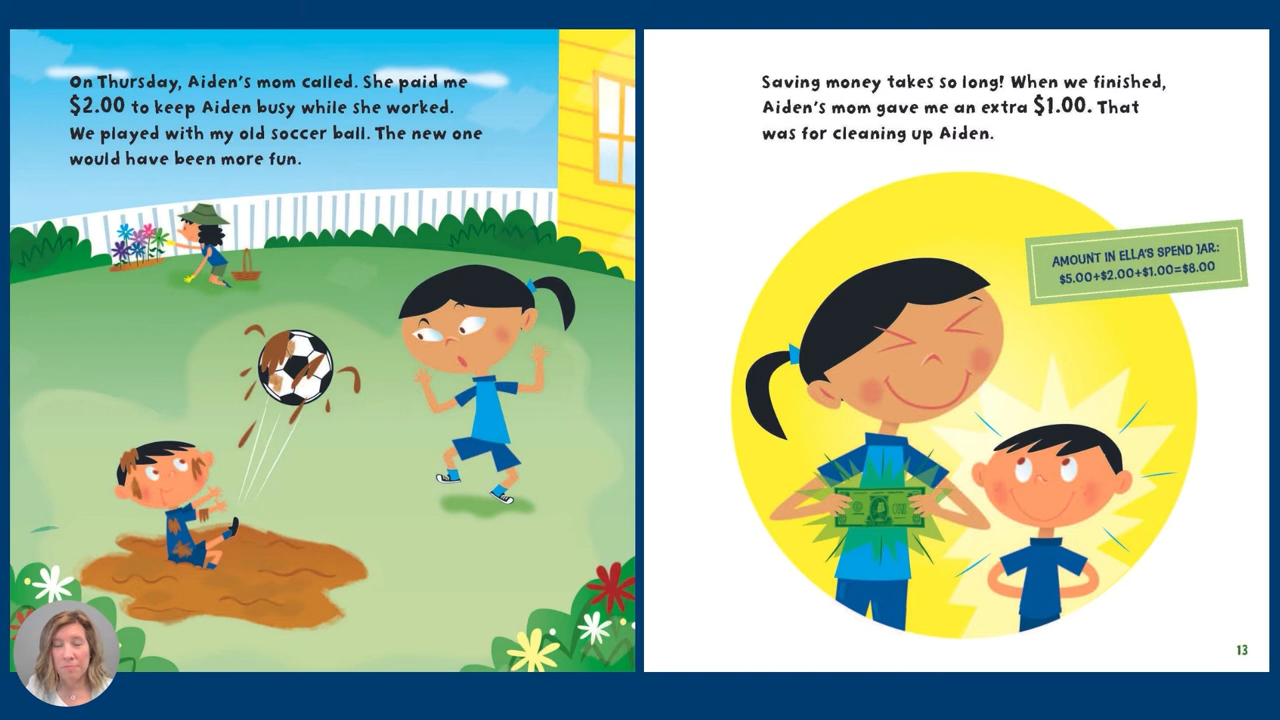 On Thursday, Aiden's mom called. She paid me
$2.00 to keep Aiden busy while she worked.
We played with my old soccer ball. The new one
would have been more fun.
Saving money takes so long! When we finished,
Aiden's mom gave me an extra $1.00. That
was for cleaning up Aiden.
AMOUNT IN ELLA'S SPEND JAR:
$5.00+$2.00+$1.00=$8.00
13